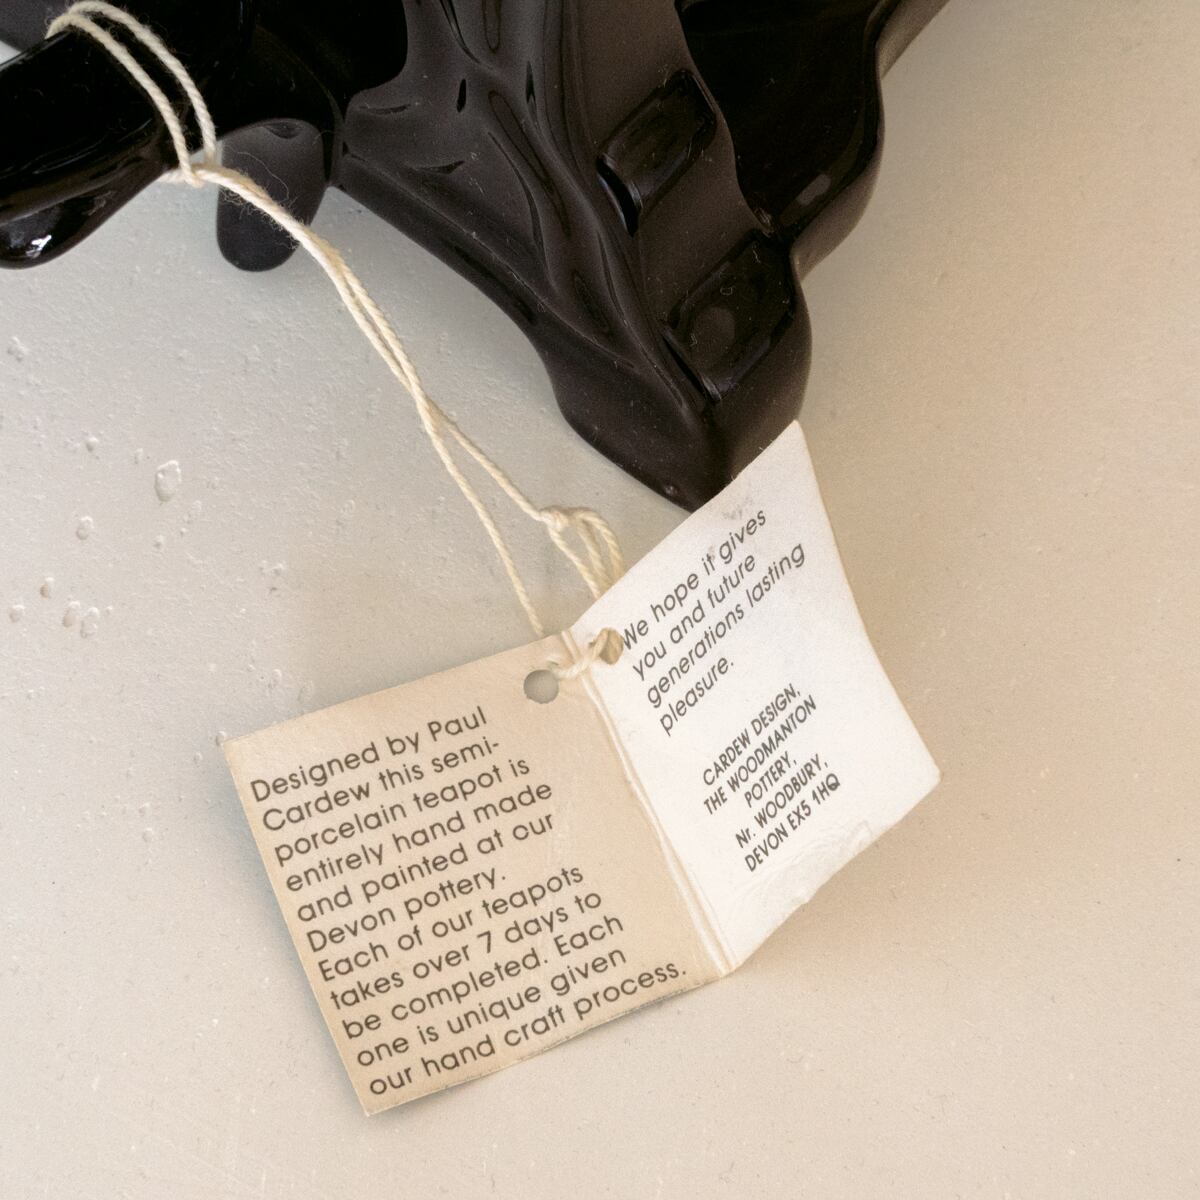 Designed by Paul
Cardew this semi-
porcelain teapot is
entirely hand made
and painted at our
Devon pottery.
Each of our teapots
takes over 7 days to
be completed. Each
one is unique given
our hand craft process.
We hope it gives
you and future
generations lasting
pleasure.
CARDEW DESIGN,
THE WOODMANTON
POTTERY,
Nr. WOODBURY,
DEVON EX5 1HQ